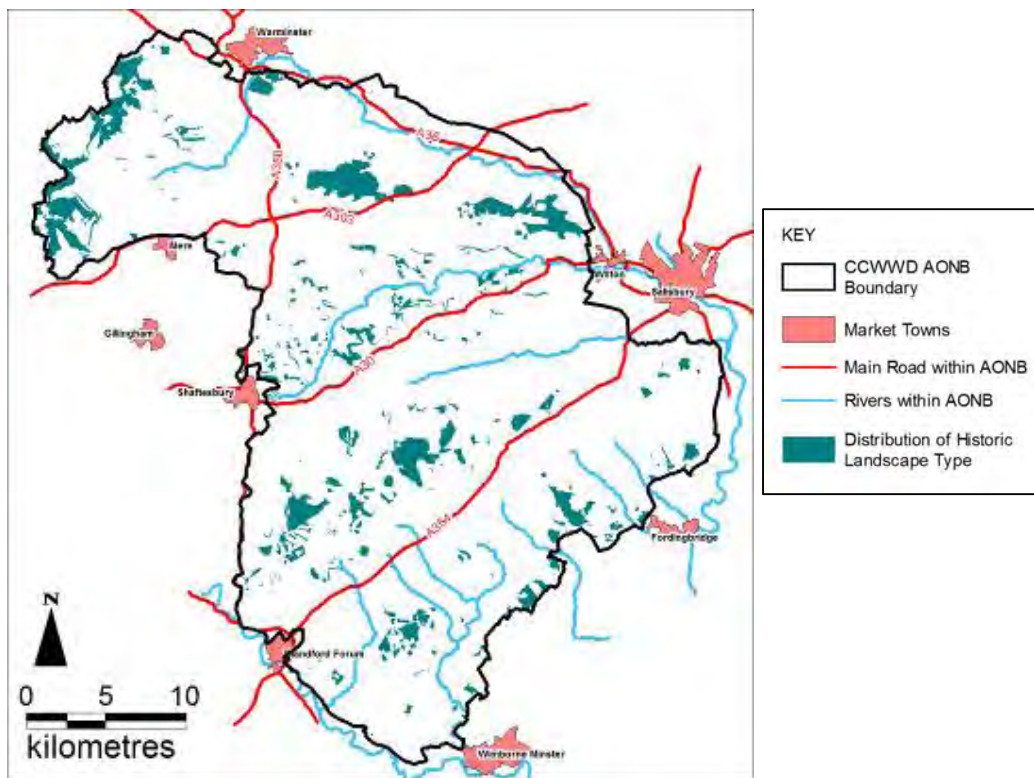 Warminster
A36
A350
A303
Mere
Wilton
Salisbury
Gillingham
A30
Shaftesbury
A354
Fordingbridge
N
Blandford Forum
0 5 10
kilometres
Wimborne Minster
KEY
CCWWD AONB
Boundary
Market Towns
Main Road within AONB
Rivers within AONB
Distribution of Historic
Landscape Type